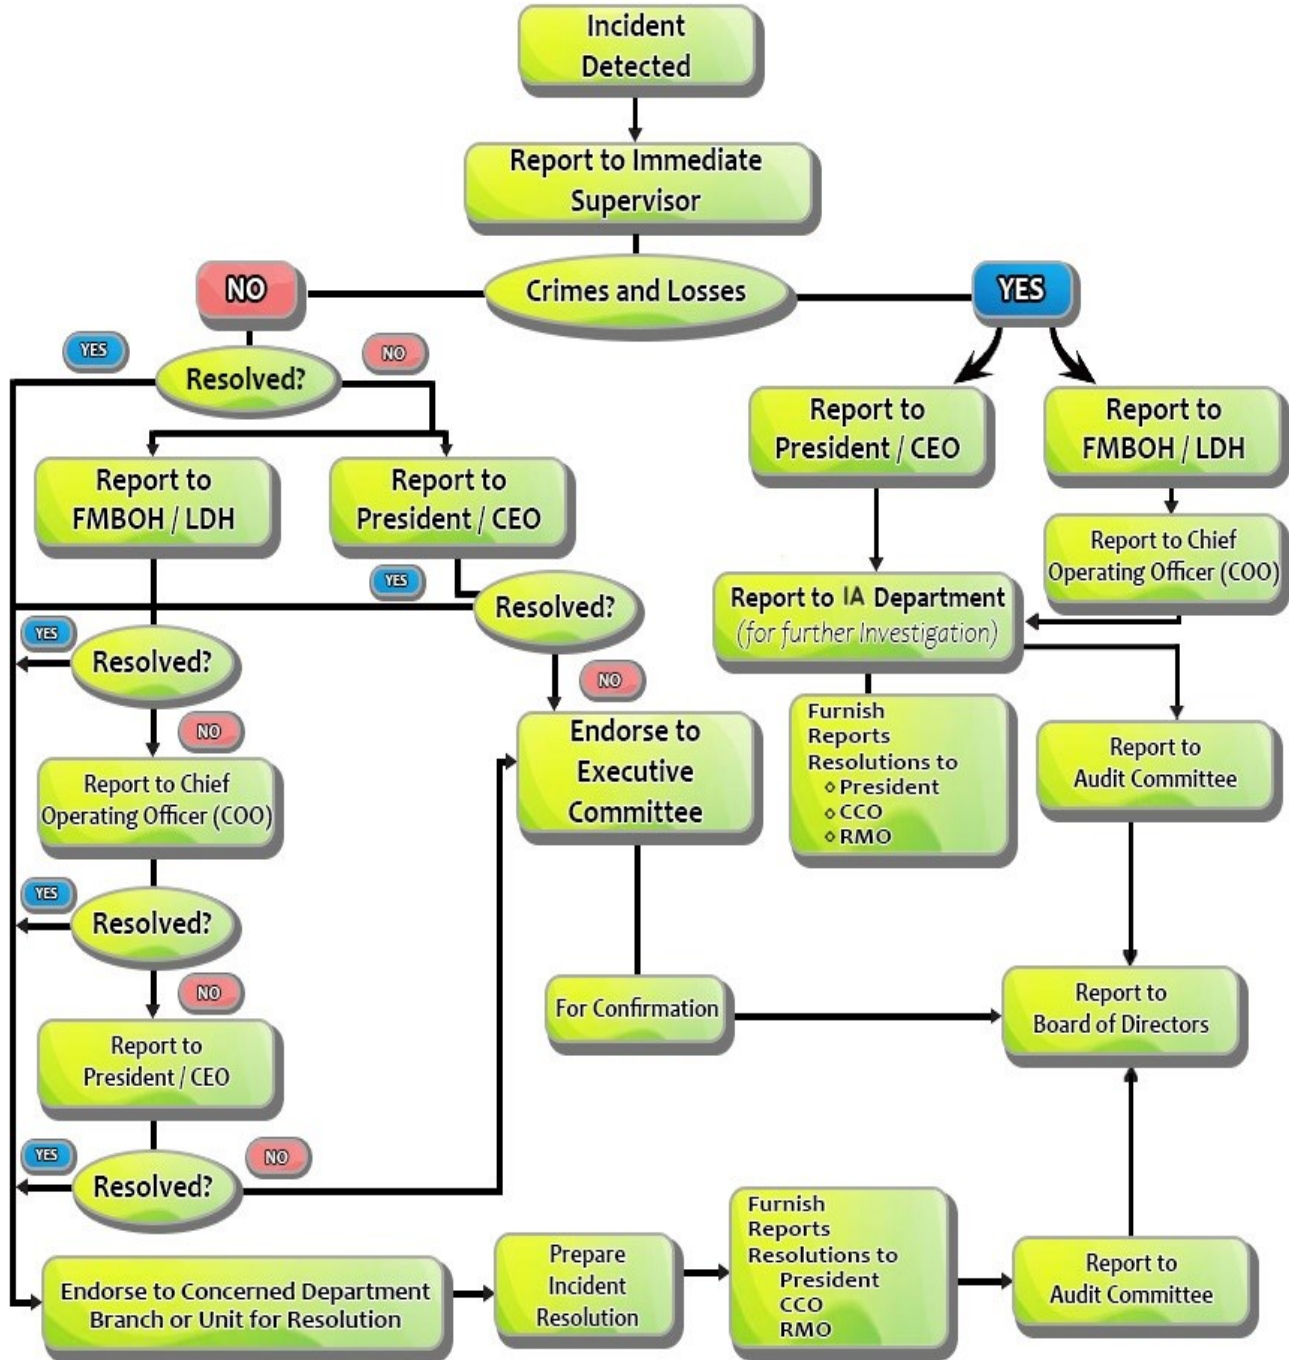 Incident
Detected
Report to Immediate
Supervisor
NO
Crimes and Losses
YES
YES
Resolved?
NO
Report to
FMBOH / LDH
Report to
President / CEO
Report to
President / CEO
Report to
FMBOH / LDH
Report to Chief
Operating Officer (COO)
YES
Resolved?
Report to IA Department
(for further Investigation)
YES
Resolved?
NO
NO
Endorse to
Executive
Committee
Furnish
Reports
Resolutions to
⋄ President
⋄ CCO
⋄ RMO
Report to
Audit Committee
Report to Chief
Operating Officer (COO)
YES
Resolved?
NO
For Confirmation
Report to
Board of Directors
Report to
President / CEO
YES
Resolved?
NO
Endorse to Concerned Department
Branch or Unit for Resolution
Prepare
Incident
Resolution
Furnish
Reports
Resolutions to
President
CCO
RMO
Report to
Audit Committee